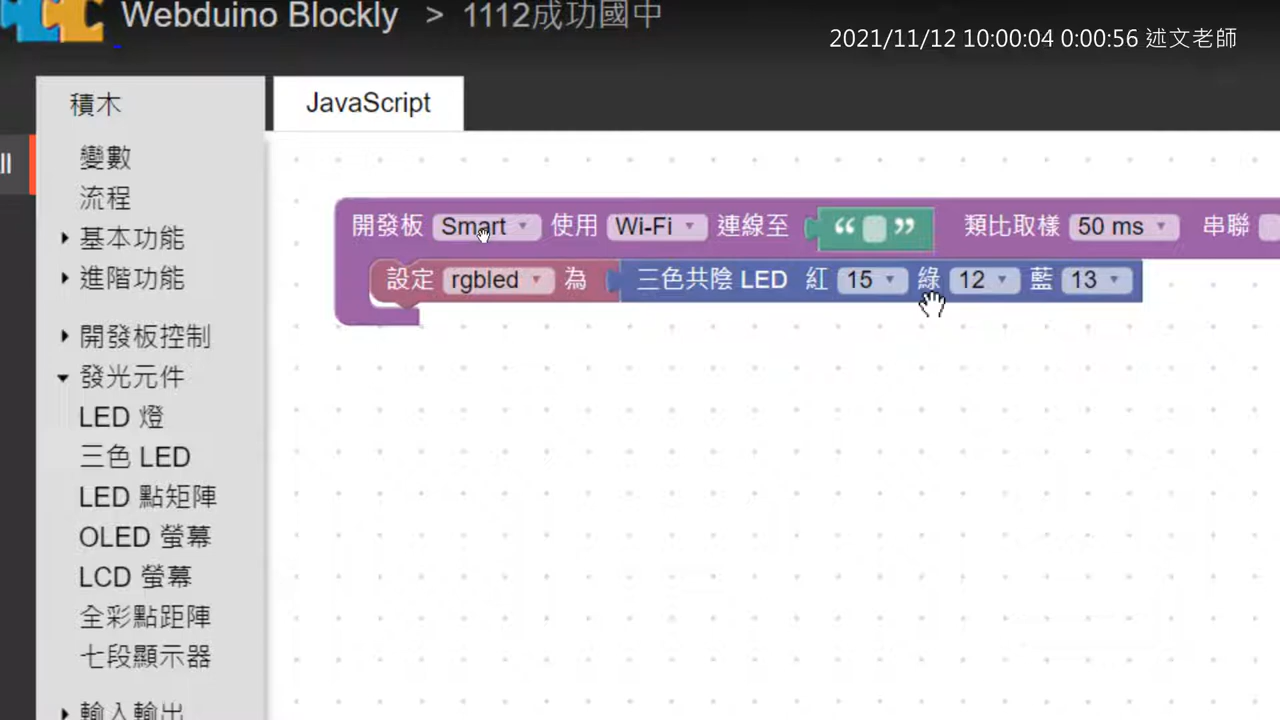 Webduino Blockly > 1112成功國中
2021/11/12 10:00:04 0:00:56 述文老師
積木
JavaScript
變數
流程
基本功能
進階功能
開發板控制
發光元件
LED 燈
三色 LED
LED 點矩陣
OLED 螢幕
LCD 螢幕
全彩點距陣
七段顯示器
輸入輸出
開發板 Smart 使用 Wi-Fi 連線至 “ ” 類比取樣 50 ms 串聯
設定 rgbled 為 三色共陰 LED 紅 15 綠 12 藍 13